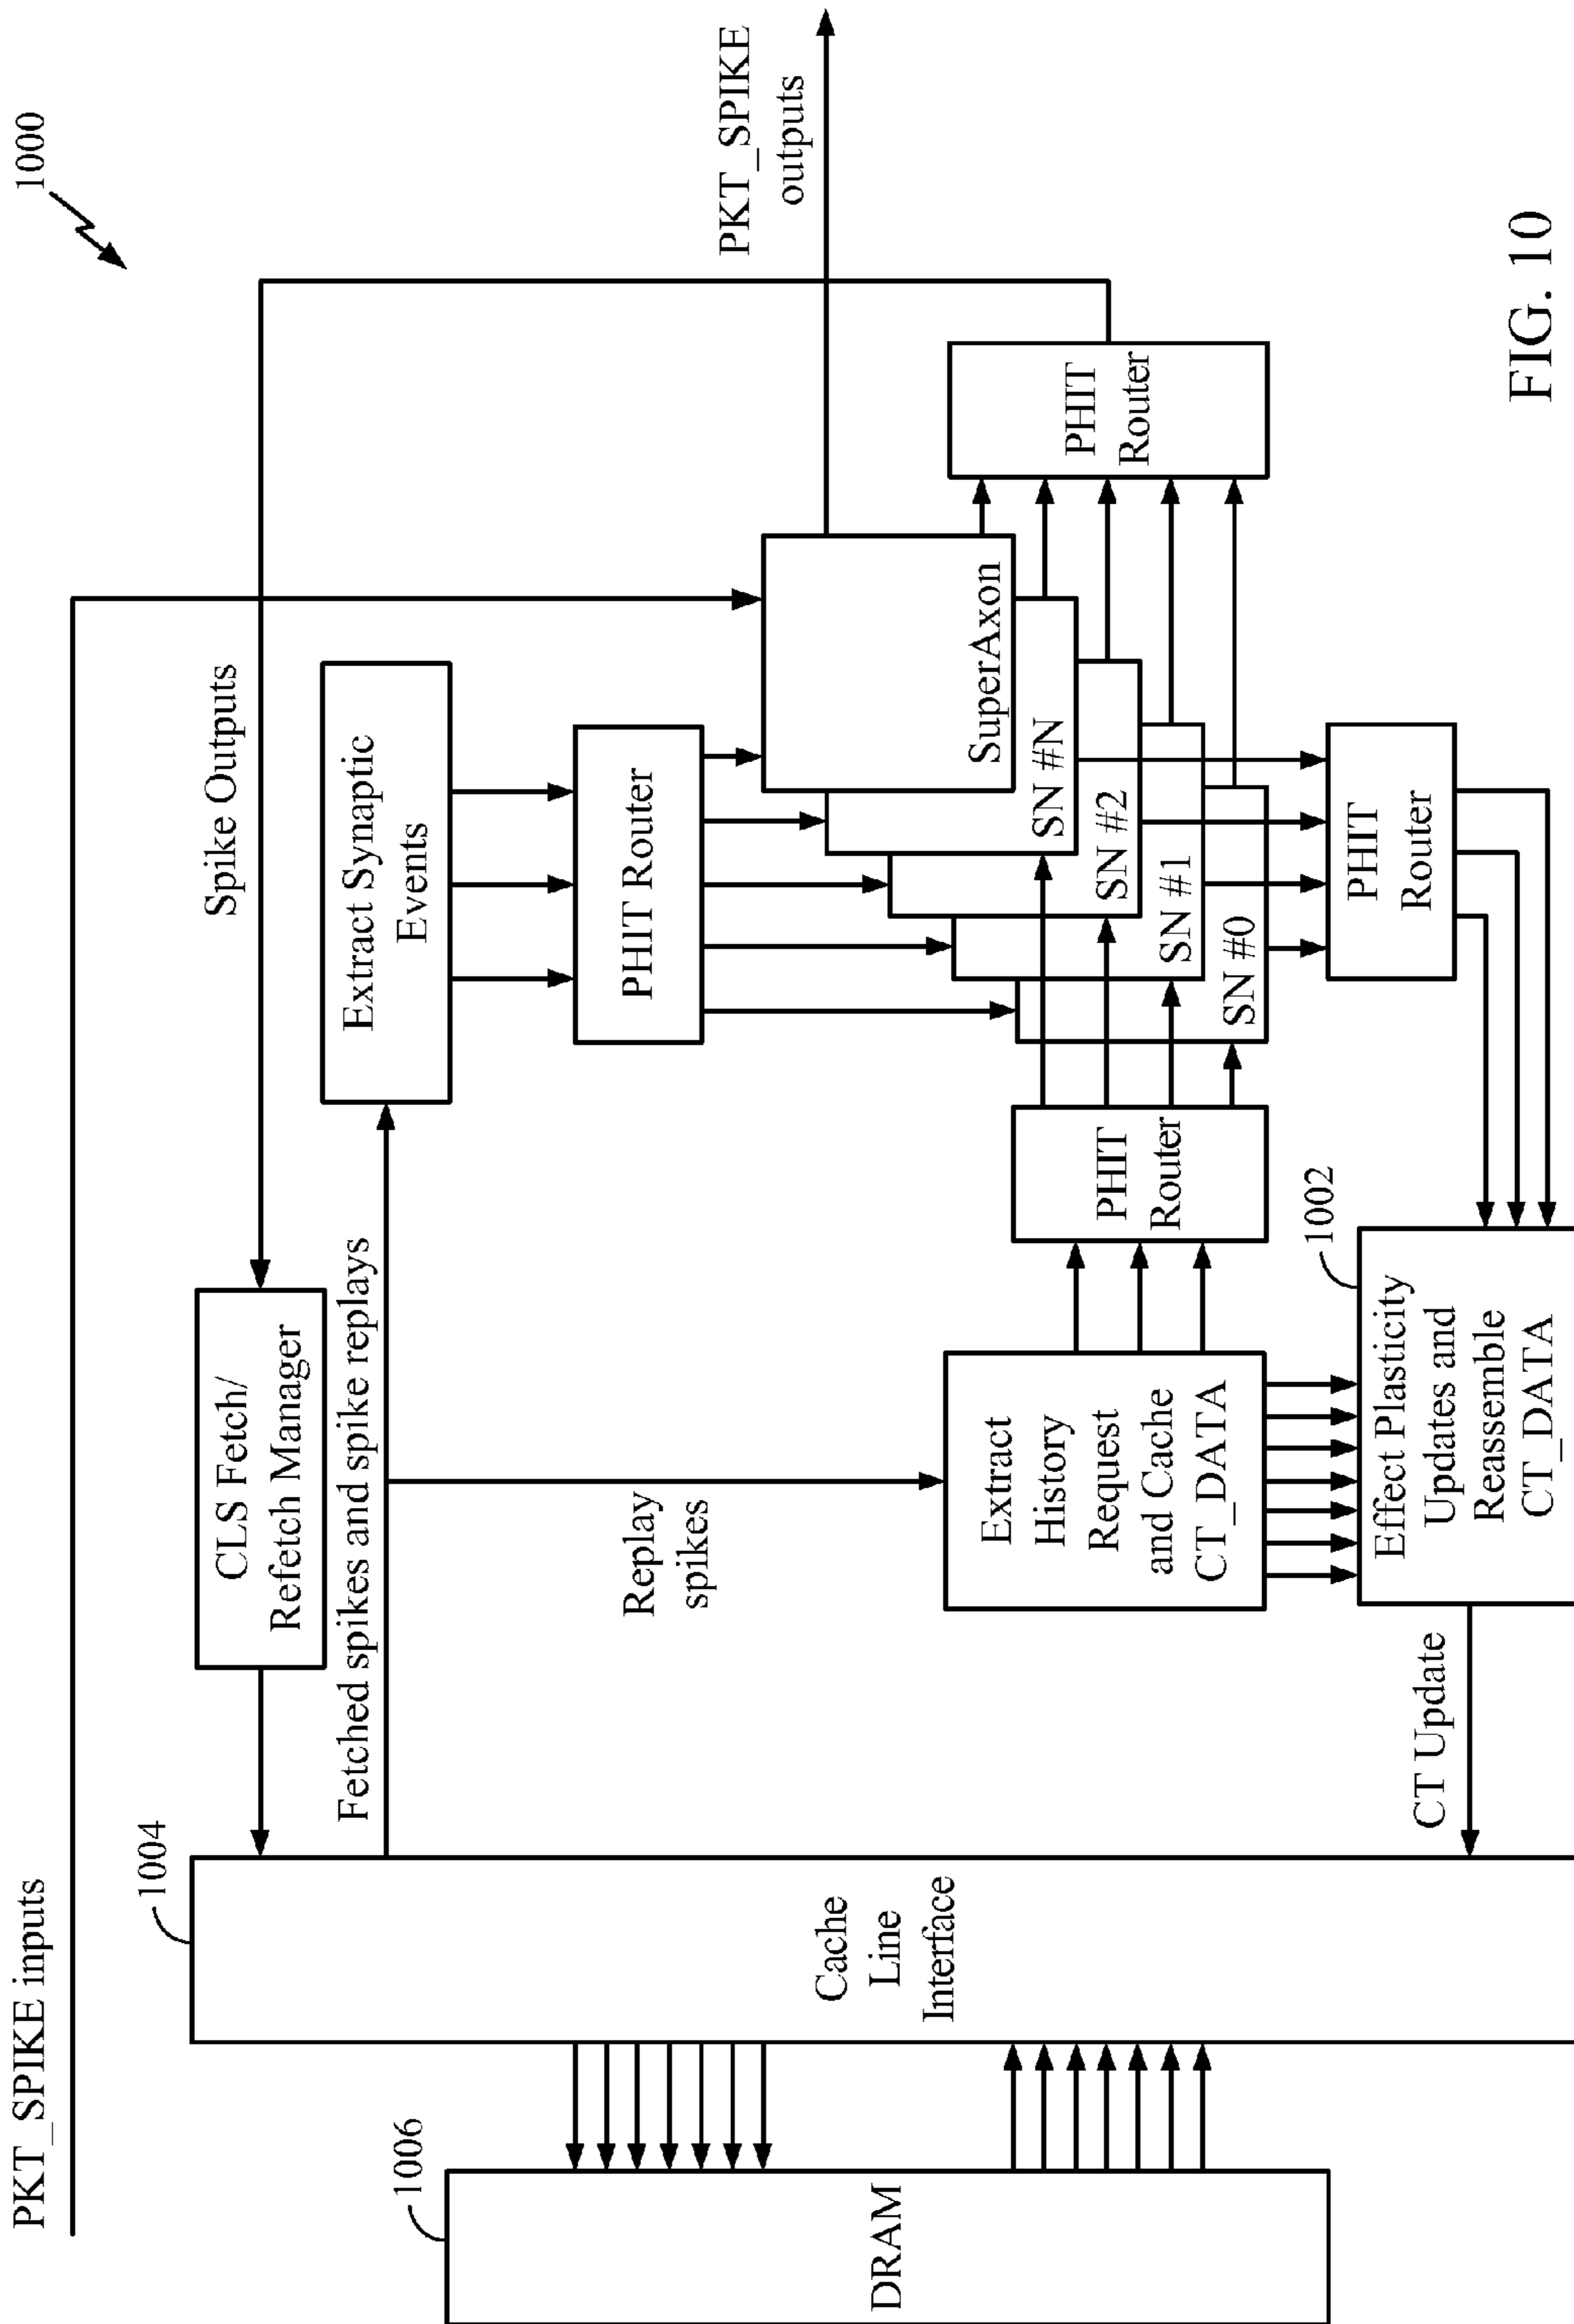 1000
PKT_SPIKE inputs
PKT_SPIKE
outputs
Spike Outputs
1004
CLS Fetch/
Refetch Manager
Fetched spikes and spike replays
Extract Synaptic
Events
PHIT Router
1006
DRAM
Cache
Line
Interface
Replay
spikes
SuperAxon
SN #N
SN #2
SN #1
SN #0
PHIT
Router
Extract
History
Request
and Cache
CT_DATA
PHIT
Router
PHIT
Router
CT Update
1002
Effect Plasticity
Updates and
Reassemble
CT_DATA
FIG. 10